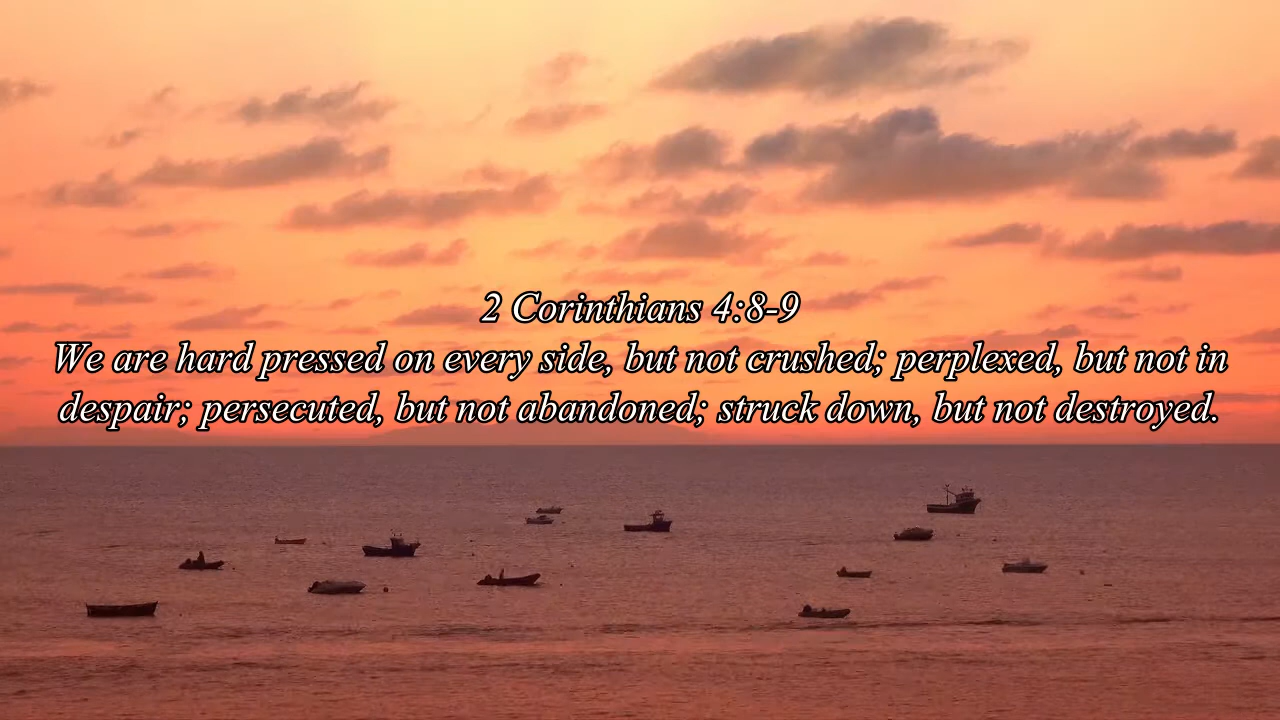 2 Corinthians 4:8-9
We are hard pressed on every side, but not crushed; perplexed, but not in
despair; persecuted, but not abandoned; struck down, but not destroyed.